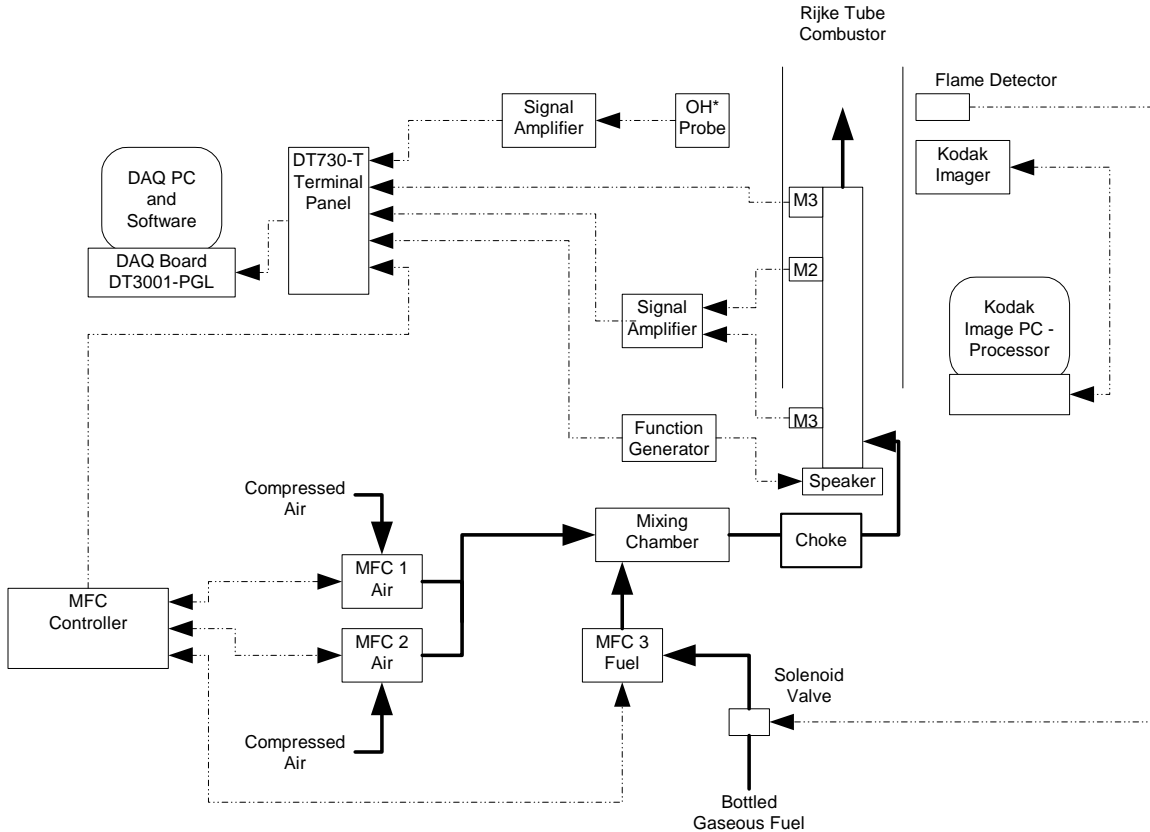 Rijke Tube
Combustor
Flame Detector
Signal
Amplifier
OH*
Probe
DT730-T
Terminal
Panel
Kodak
Imager
DAQ PC
and
Software
M3
DAQ Board
DT3001-PGL
M2
Signal
Amplifier
Kodak
Image PC -
Processor
M3
Function
Generator
Speaker
Compressed
Air
Mixing
Chamber
Choke
MFC 1
Air
MFC
Controller
MFC 2
Air
MFC 3
Fuel
Solenoid
Valve
Compressed
Air
Bottled
Gaseous Fuel